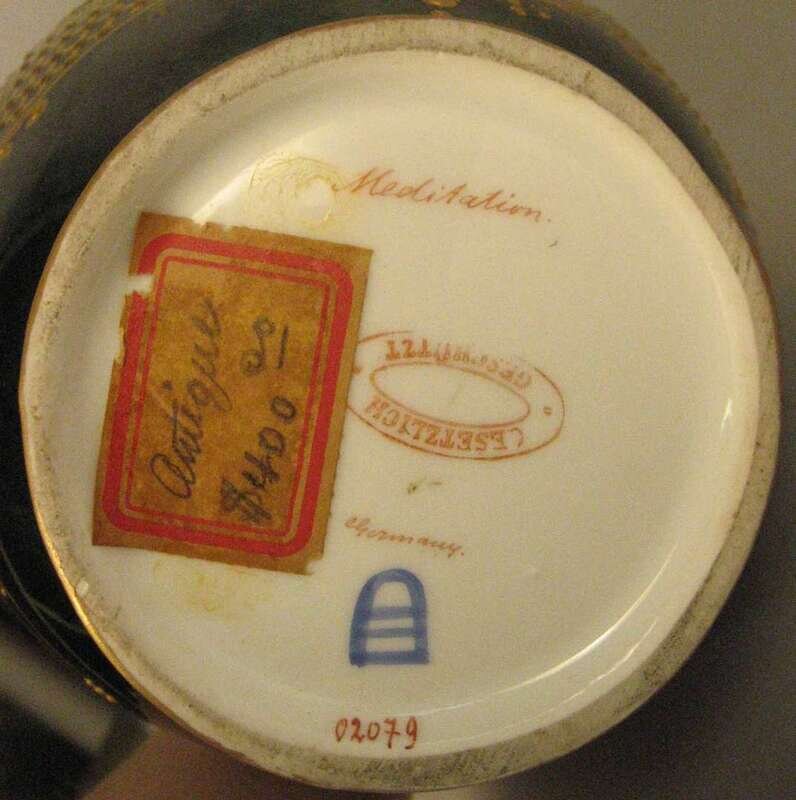 Meditation.
Antique
$400 00
GESCHÜTZT
GESETZLICH
Germany.
02079